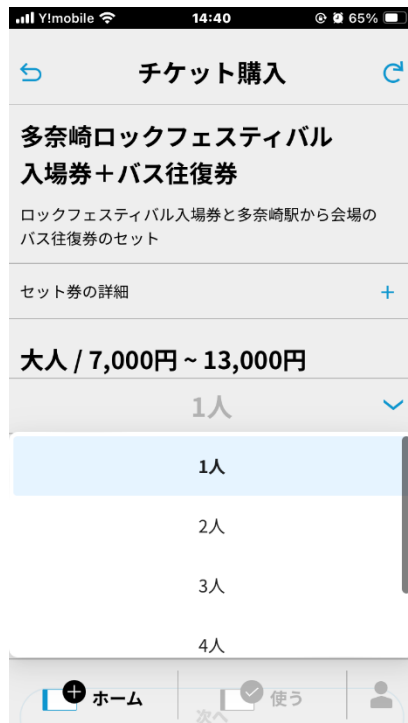 Y!mobile 14:40 65%
チケット購入
多奈崎ロックフェスティバル
入場券＋バス往復券
ロックフェスティバル入場券と多奈崎駅から会場の
バス往復券のセット
セット券の詳細 +
大人 / 7,000円 ~ 13,000円
1人
1人
2人
3人
4人
ホーム 使う
次へ